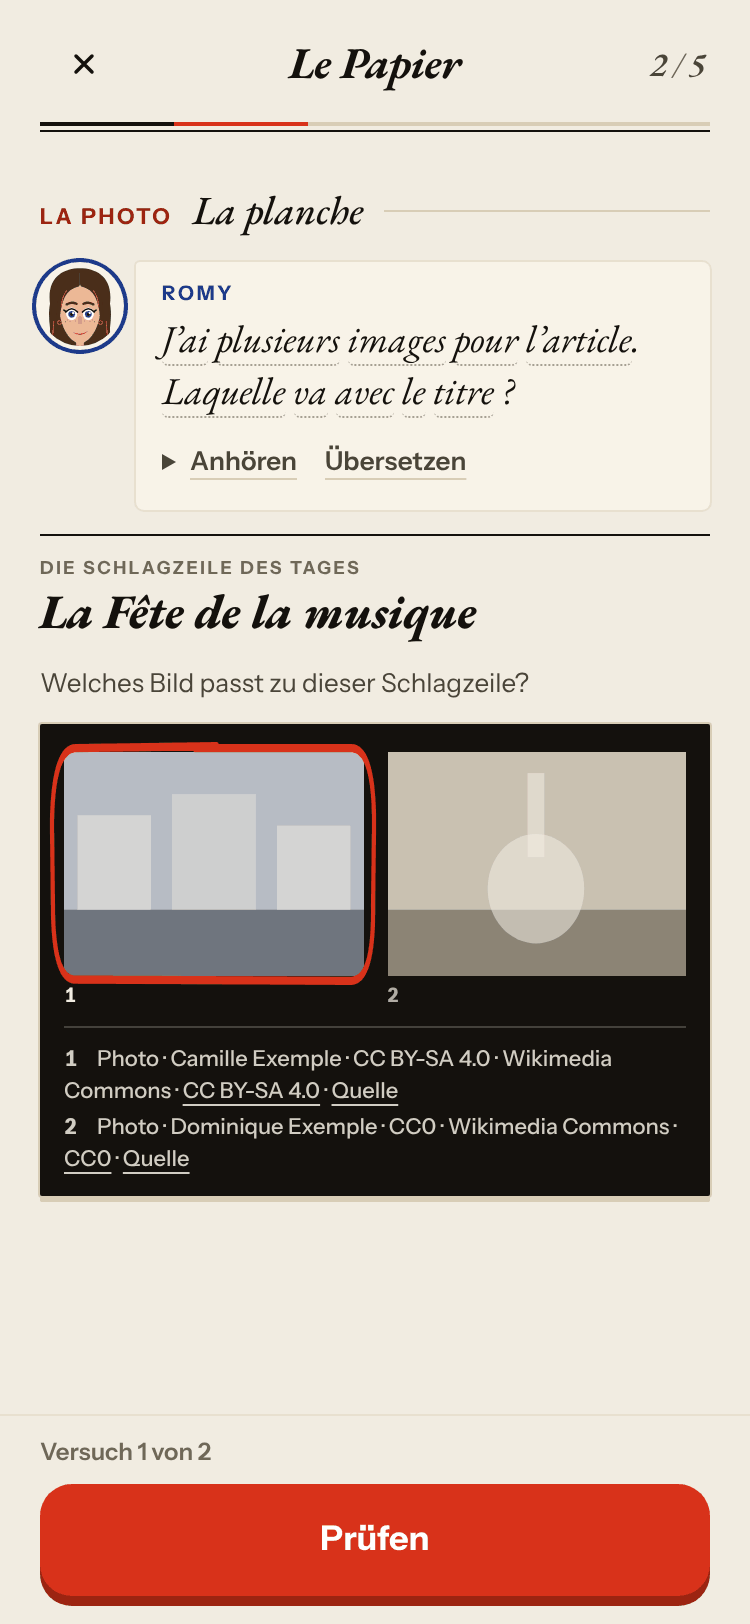 Le Papier
2/5
LA PHOTO La planche
ROMY
J'ai plusieurs images pour l'article.
Laquelle va avec le titre ?
Anhören Übersetzen
DIE SCHLAGZEILE DES TAGES
La Fête de la musique
Welches Bild passt zu dieser Schlagzeile?
1
2
1 Photo · Camille Exemple · CC BY-SA 4.0 · Wikimedia
Commons · CC BY-SA 4.0 · Quelle
2 Photo · Dominique Exemple · CC0 · Wikimedia Commons ·
CC0 · Quelle
Versuch 1 von 2
Prüfen